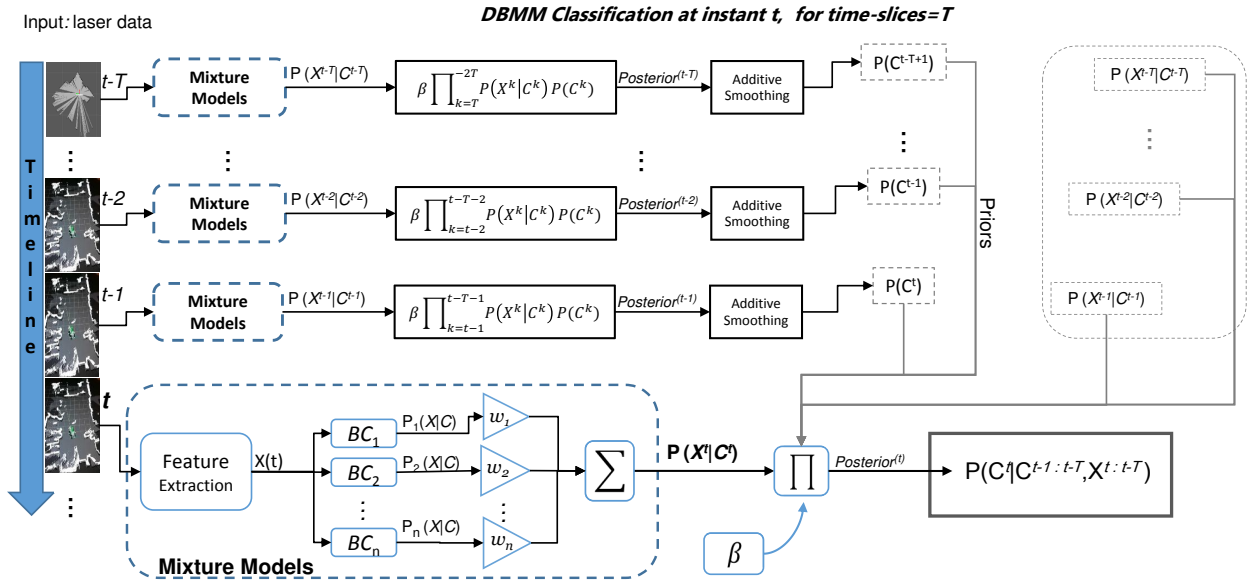 Input: laser data
DBMM Classification at instant t, for time-slices=T
Timeline
t-T
Mixture
Models
P (X^{t-T}|C^{t-T})
β ∏_{k=T}^{-2T} P(X^k|C^k) P(C^k)
Posterior^{(t-T)}
Additive
Smoothing
P(C^{t-T+1})
P (X^{t-T}|C^{t-T})
t-2
Mixture
Models
P (X^{t-2}|C^{t-2})
β ∏_{k=t-2}^{t-T-2} P(X^k|C^k) P(C^k)
Posterior^{(t-2)}
Additive
Smoothing
P(C^{t-1})
P (X^{t-2}|C^{t-2})
Priors
t-1
Mixture
Models
P (X^{t-1}|C^{t-1})
β ∏_{k=t-1}^{t-T-1} P(X^k|C^k) P(C^k)
Posterior^{(t-1)}
Additive
Smoothing
P(C^t)
P (X^{t-1}|C^{t-1})
t
Feature
Extraction
X(t)
BC_1
P_1(X|C)
w_1
BC_2
P_2(X|C)
w_2
BC_n
P_n(X|C)
w_n
∑
P (X^t|C^t)
∏
Posterior^{(t)}
P(C^t|C^{t-1 : t-T},X^{t : t-T})
β
Mixture Models